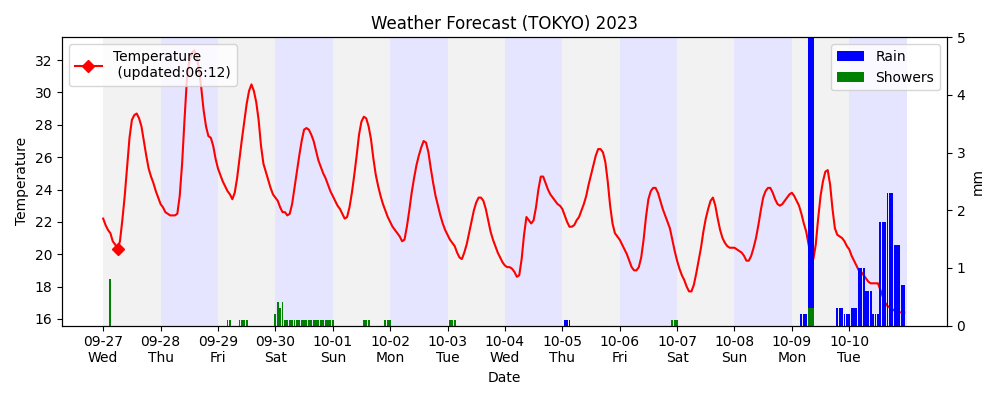 Weather Forecast (TOKYO) 2023
Temperature
(updated:06:12)
Rain
Showers
Temperature
32
30
28
26
24
22
20
18
16
5
4
3
2
1
0
mm
09-27 09-28 09-29 09-30 10-01 10-02 10-03 10-04 10-05 10-06 10-07 10-08 10-09 10-10
Wed Thu Fri Sat Sun Mon Tue Wed Thu Fri Sat Sun Mon Tue
Date